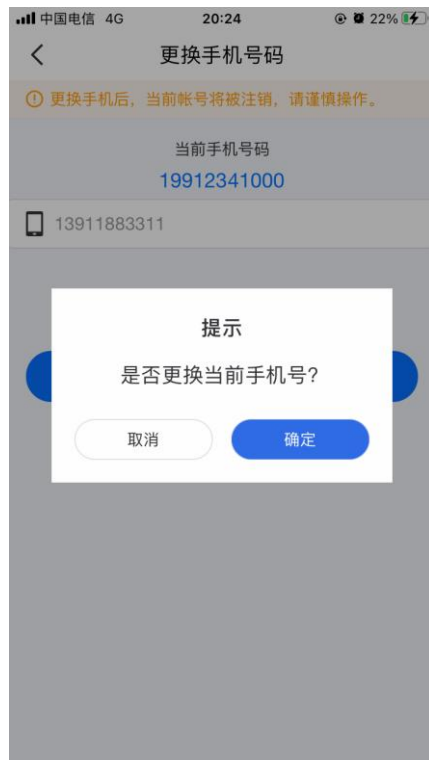 中国电信 4G 20:24 22%
更换手机号码
更换手机后，当前帐号将被注销，请谨慎操作。
当前手机号码
19912341000
13911883311
提示
是否更换当前手机号？
取消 确定